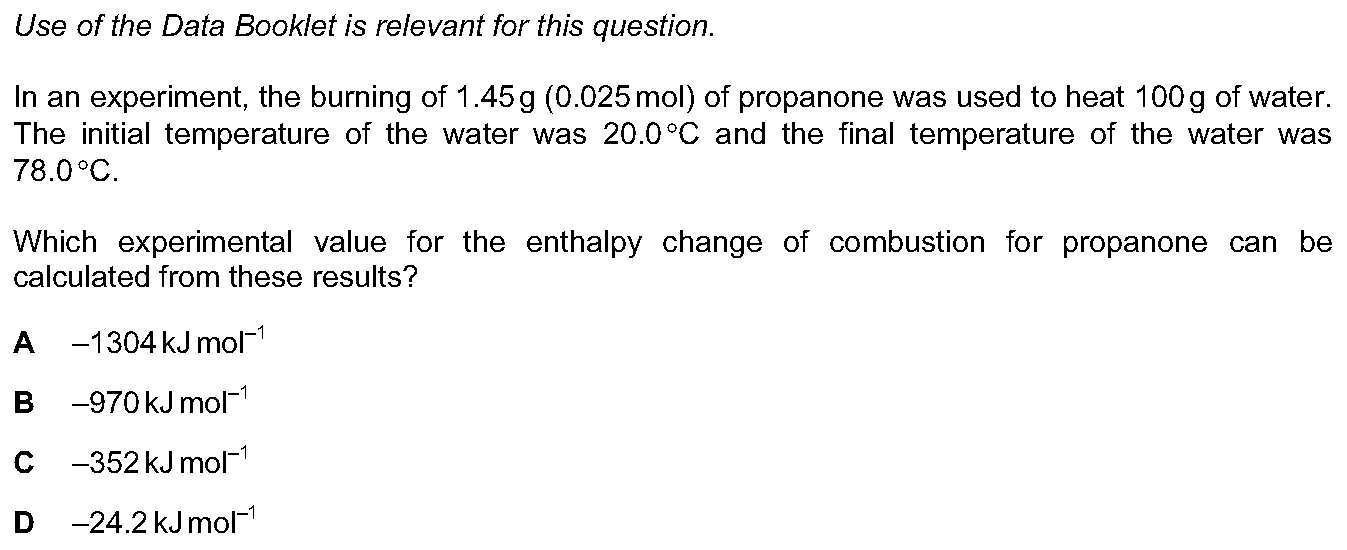 Use of the Data Booklet is relevant for this question.
In an experiment, the burning of 1.45 g (0.025 mol) of propanone was used to heat 100 g of water.
The initial temperature of the water was 20.0 °C and the final temperature of the water was
78.0 °C.
Which experimental value for the enthalpy change of combustion for propanone can be
calculated from these results?
A –1304 kJ mol⁻¹
B –970 kJ mol⁻¹
C –352 kJ mol⁻¹
D –24.2 kJ mol⁻¹